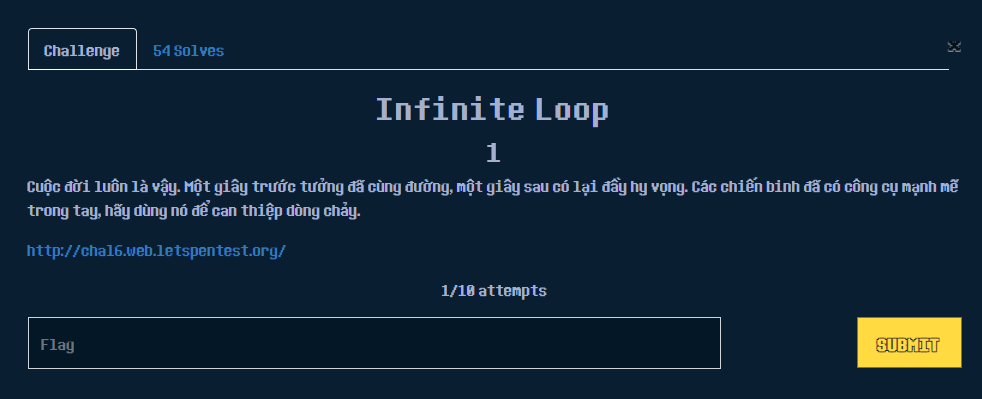 Challenge 54 Solves ×
Infinite Loop
1
Cuộc đời luôn là vậy. Một giây trước tưởng đã cùng đường, một giây sau có lại đầy hy vọng. Các chiến binh đã có công cụ mạnh mẽ
trong tay, hãy dùng nó để can thiệp dòng chảy.
http://chal6.web.letspentest.org/
1/10 attempts
Flag SUBMIT